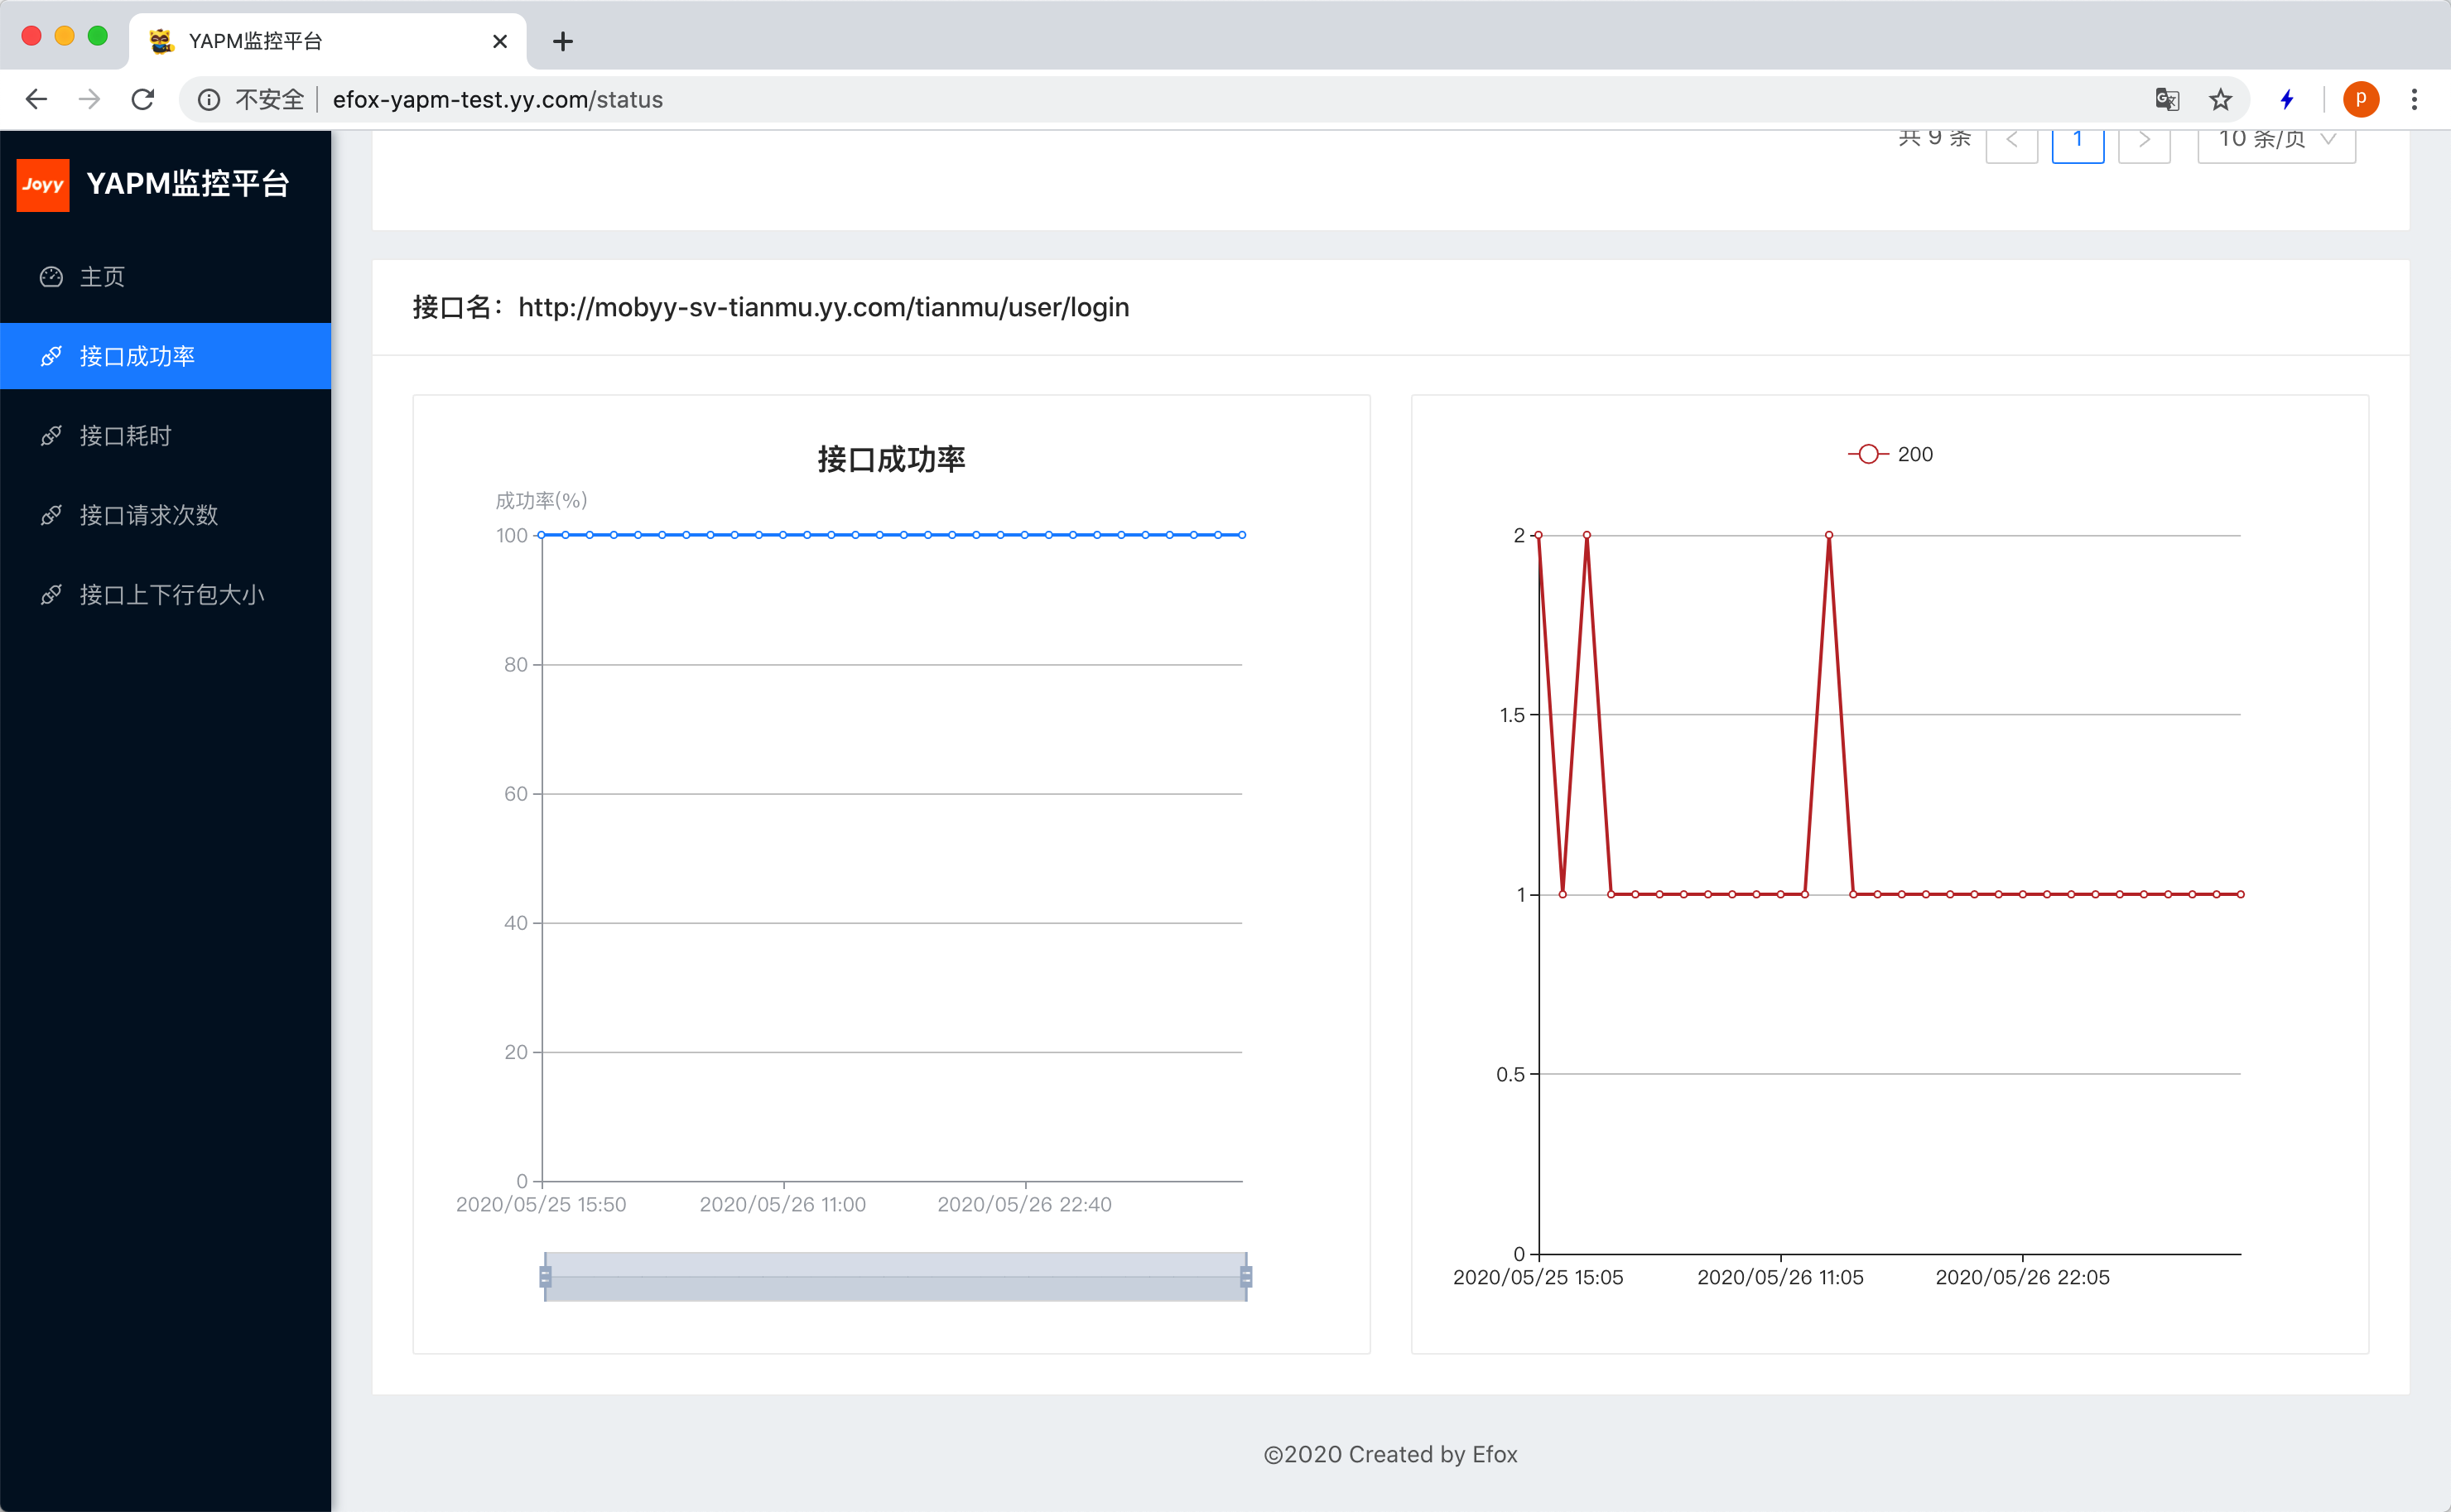 YAPM监控平台
不安全 efox-yapm-test.yy.com/status
P
Joyy YAPM监控平台
主页
接口成功率
接口耗时
接口请求次数
接口上下行包大小
共 9 条 < 1 > 10 条/页
接口名：http://mobyy-sv-tianmu.yy.com/tianmu/user/login
接口成功率
成功率(%)
100
80
60
40
20
0
2020/05/25 15:50 2020/05/26 11:00 2020/05/26 22:40
200
2
1.5
1
0.5
0
2020/05/25 15:05 2020/05/26 11:05 2020/05/26 22:05
©2020 Created by Efox